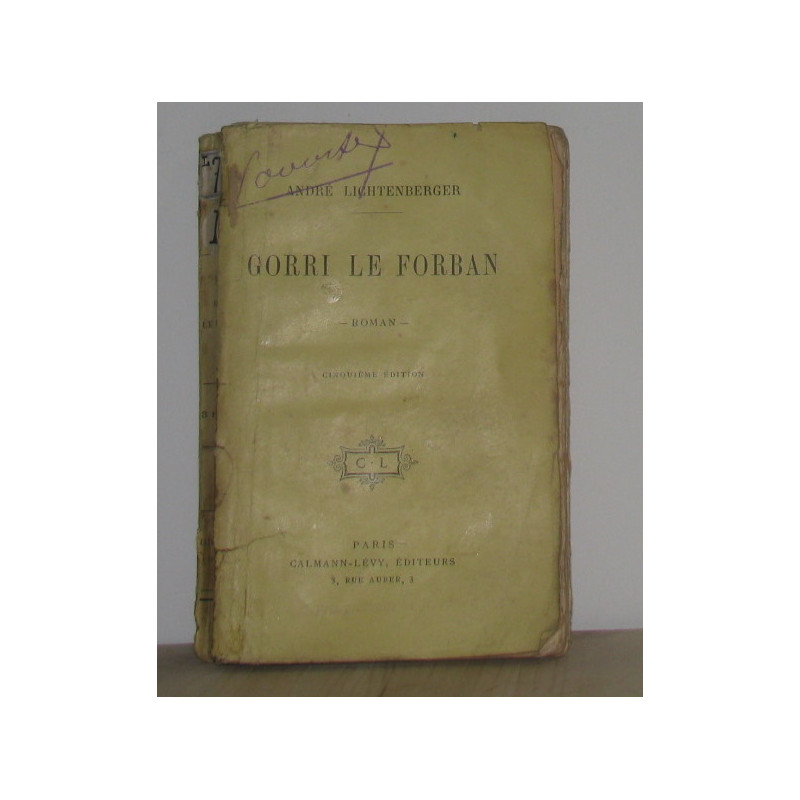 ANDRÉ LICHTENBERGER
GORRI LE FORBAN
— ROMAN —
CINQUIÈME ÉDITION
C · L
PARIS
CALMANN-LÉVY, ÉDITEURS
3, RUE AUBER, 3